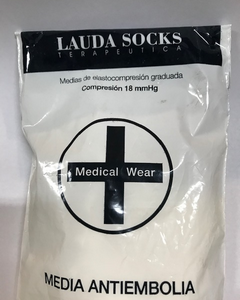 LAUDA SOCKS
TERAPEUTICA
Medias de elastocompresión graduada
Compresión 18 mmHg
Medical Wear
MEDIA ANTIEMBOLIA